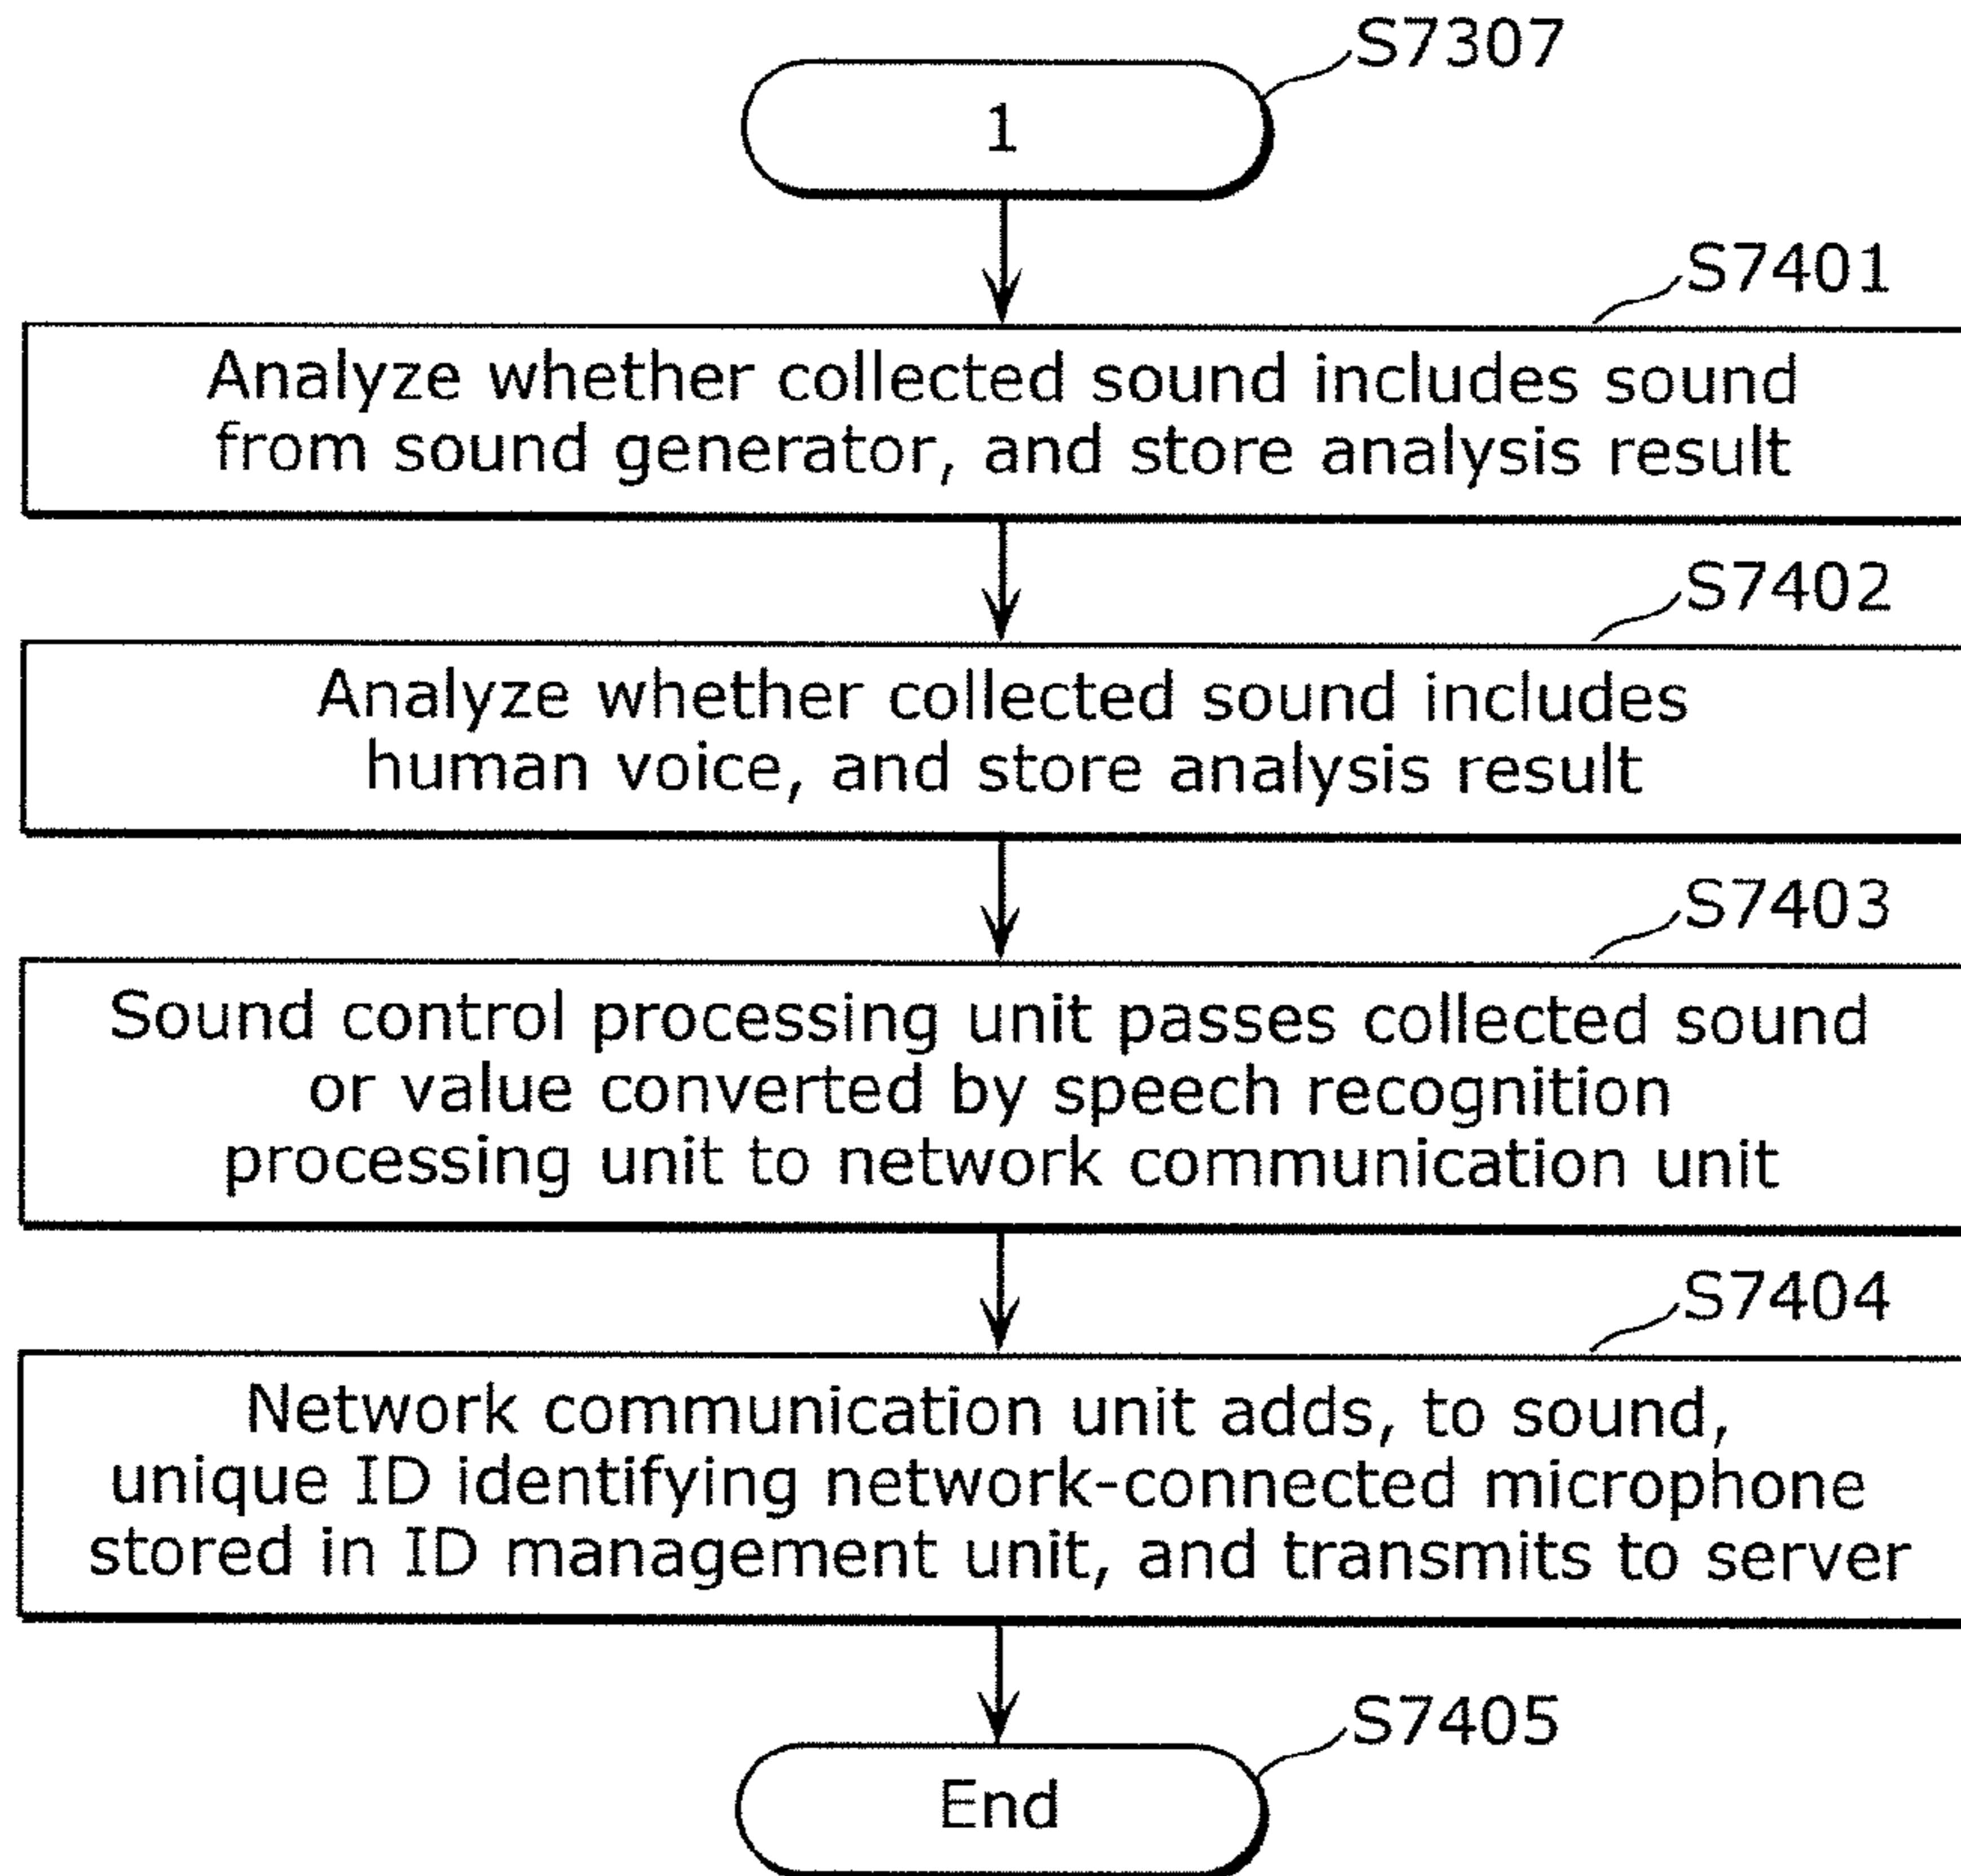 S7307
1
S7401
Analyze whether collected sound includes sound
from sound generator, and store analysis result
S7402
Analyze whether collected sound includes
human voice, and store analysis result
S7403
Sound control processing unit passes collected sound
or value converted by speech recognition
processing unit to network communication unit
S7404
Network communication unit adds, to sound,
unique ID identifying network-connected microphone
stored in ID management unit, and transmits to server
S7405
End